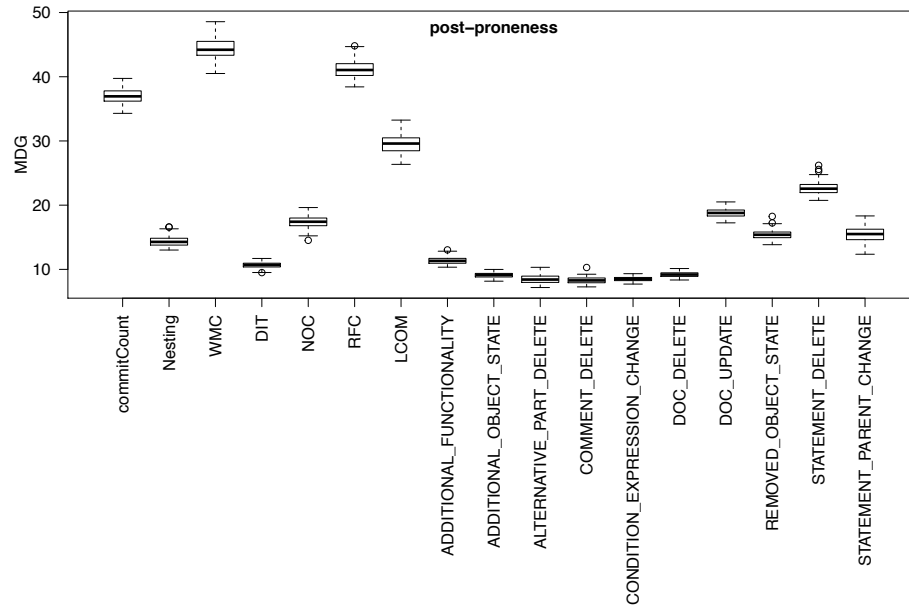 post−proneness
MDG
50
40
30
20
10
commitCount
Nesting
WMC
DIT
NOC
RFC
LCOM
ADDITIONAL_FUNCTIONALITY
ADDITIONAL_OBJECT_STATE
ALTERNATIVE_PART_DELETE
COMMENT_DELETE
CONDITION_EXPRESSION_CHANGE
DOC_DELETE
DOC_UPDATE
REMOVED_OBJECT_STATE
STATEMENT_DELETE
STATEMENT_PARENT_CHANGE